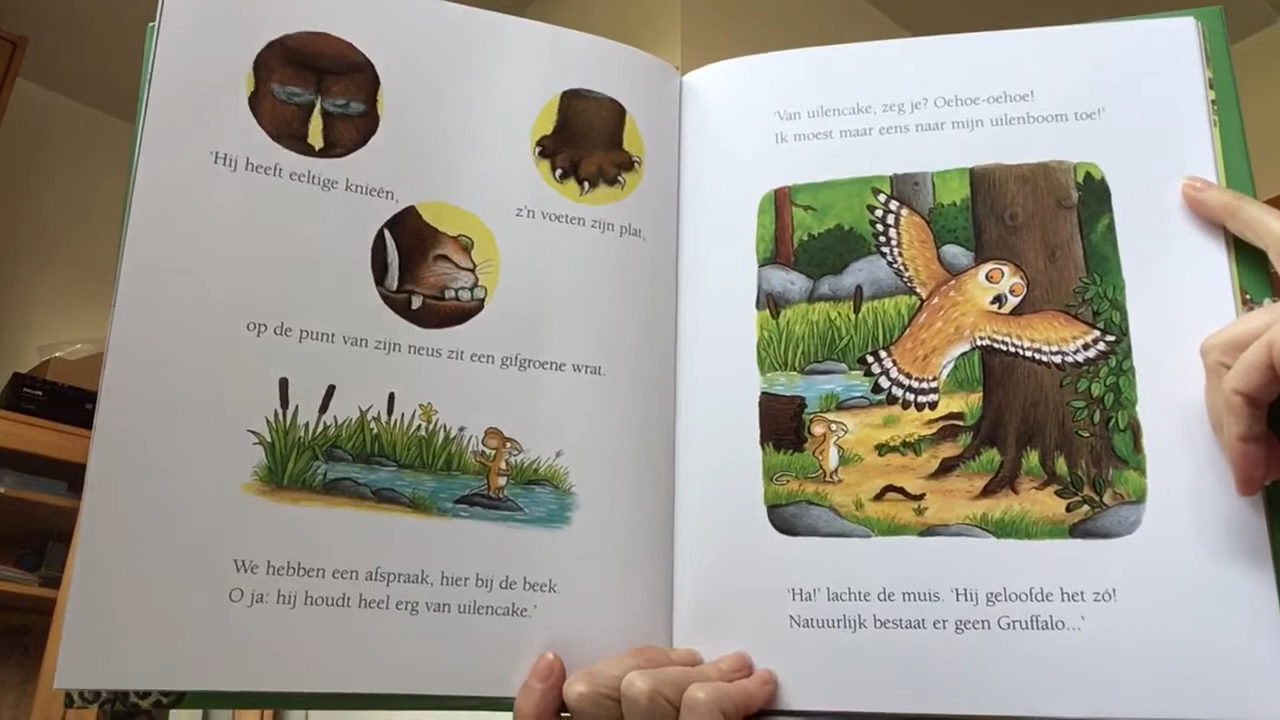 'Hij heeft eeltige knieën,
z'n voeten zijn plat,
op de punt van zijn neus zit een gifgroene wrat.
We hebben een afspraak, hier bij de beek.
O ja: hij houdt heel erg van uilencake.'
'Van uilencake, zeg je? Oehoe-oehoe!
Ik moest maar eens naar mijn uilenboom toe!'
'Ha!' lachte de muis. 'Hij geloofde het zó!
Natuurlijk bestaat er geen Gruffalo...'
PHILIPS